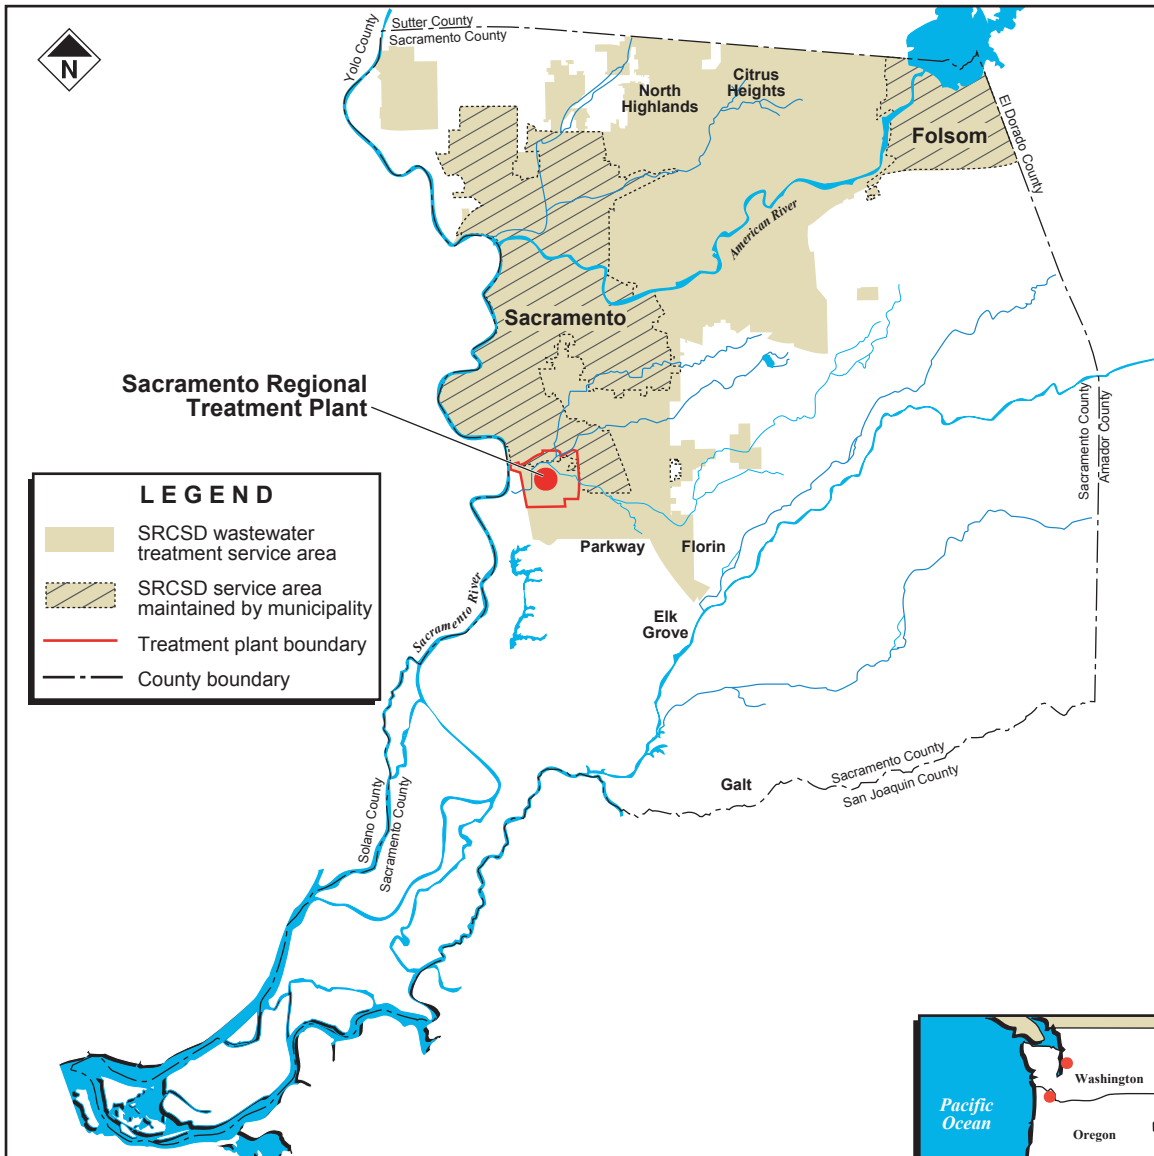 N
Yolo County
Sutter County
Sacramento County
North
Highlands
Citrus
Heights
Folsom
El Dorado County
American River
Sacramento
Sacramento Regional
Treatment Plant
Sacramento County
Amador County
LEGEND
SRCSD wastewater
treatment service area
SRCSD service area
maintained by municipality
Treatment plant boundary
County boundary
Parkway
Florin
Sacramento River
Elk
Grove
Galt
Sacramento County
San Joaquin County
Solano County
Sacramento County
Washington
Pacific
Ocean
Oregon